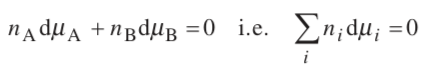 n_A dμ_A + n_B dμ_B = 0 i.e. ∑_i n_i dμ_i = 0